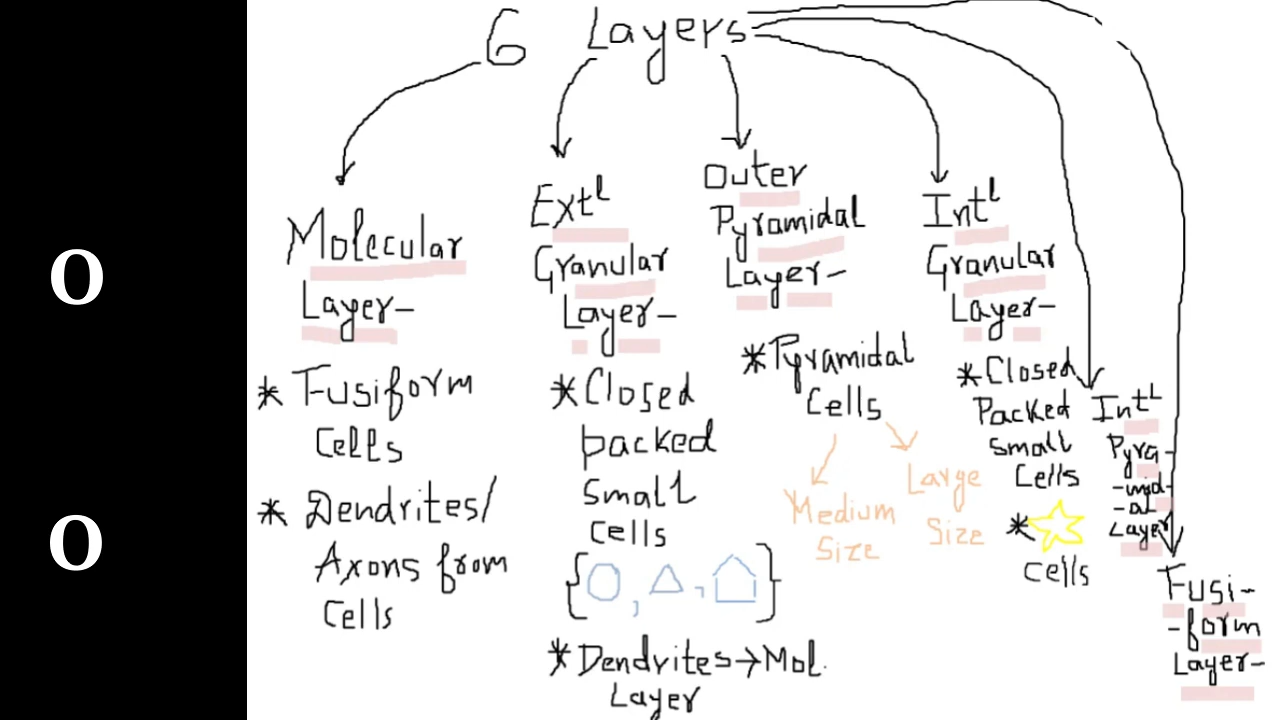 6 Layers
Molecular
Layer-
* Fusiform
Cells
* Dendrites/
Axons from
Cells
Extl
Granular
Layer-
* Closed
packed
Small
Cells
{ , , }
* Dendrites→Mol.
Layer
Outer
Pyramidal
Layer-
* Pyramidal
Cells
Medium
Size
Large
Size
Intl
Granular
Layer-
* Closed
Packed
Small
Cells
*
cells
Intl
Pyra-
-mid-
-al
Layer
Fusi-
-form
Layer-
O
O